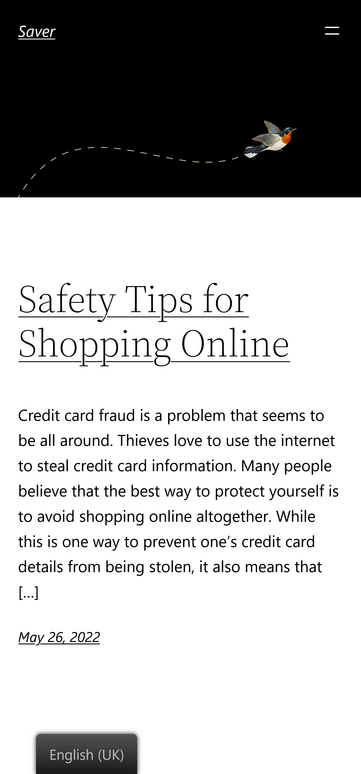 Saver
Safety Tips for
Shopping Online
Credit card fraud is a problem that seems to
be all around. Thieves love to use the internet
to steal credit card information. Many people
believe that the best way to protect yourself is
to avoid shopping online altogether. While
this is one way to prevent one’s credit card
details from being stolen, it also means that
[…]
May 26, 2022
English (UK)